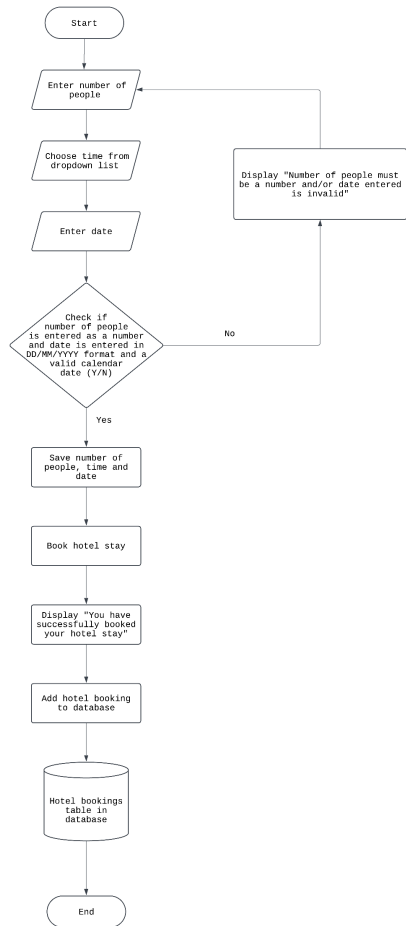 Start
Enter number of
people
Choose time from
dropdown list
Display "Number of people must
be a number and/or date entered
is invalid"
Enter date
Check if
number of people
is entered as a number
and date is entered in
DD/MM/YYYY format and a
valid calendar
date (Y/N)
No
Yes
Save number of
people, time and
date
Book hotel stay
Display "You have
successfully booked
your hotel stay"
Add hotel booking
to database
Hotel bookings
table in
database
End